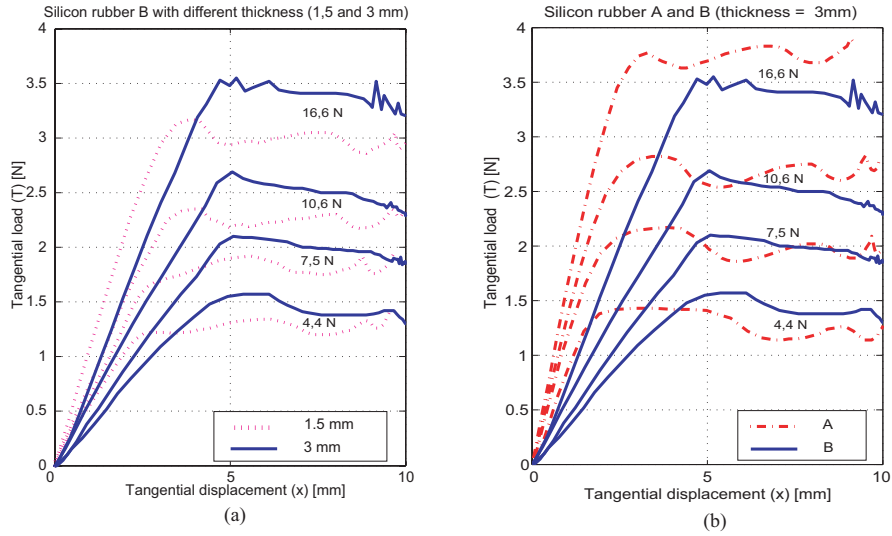 Silicon rubber B with different thickness (1,5 and 3 mm)
4
3.5
3
2.5
2
1.5
1
0.5
0
Tangential load (T) [N]
16,6 N
10,6 N
7,5 N
4,4 N
1.5 mm
3 mm
0
5
10
Tangential displacement (x) [mm]
(a)
Silicon rubber A and B (thickness = 3mm)
4
3.5
3
2.5
2
1.5
1
0.5
0
Tangential load (T) [N]
16,6 N
10,6 N
7,5 N
4,4 N
A
B
0
5
10
Tangential displacement (x) [mm]
(b)